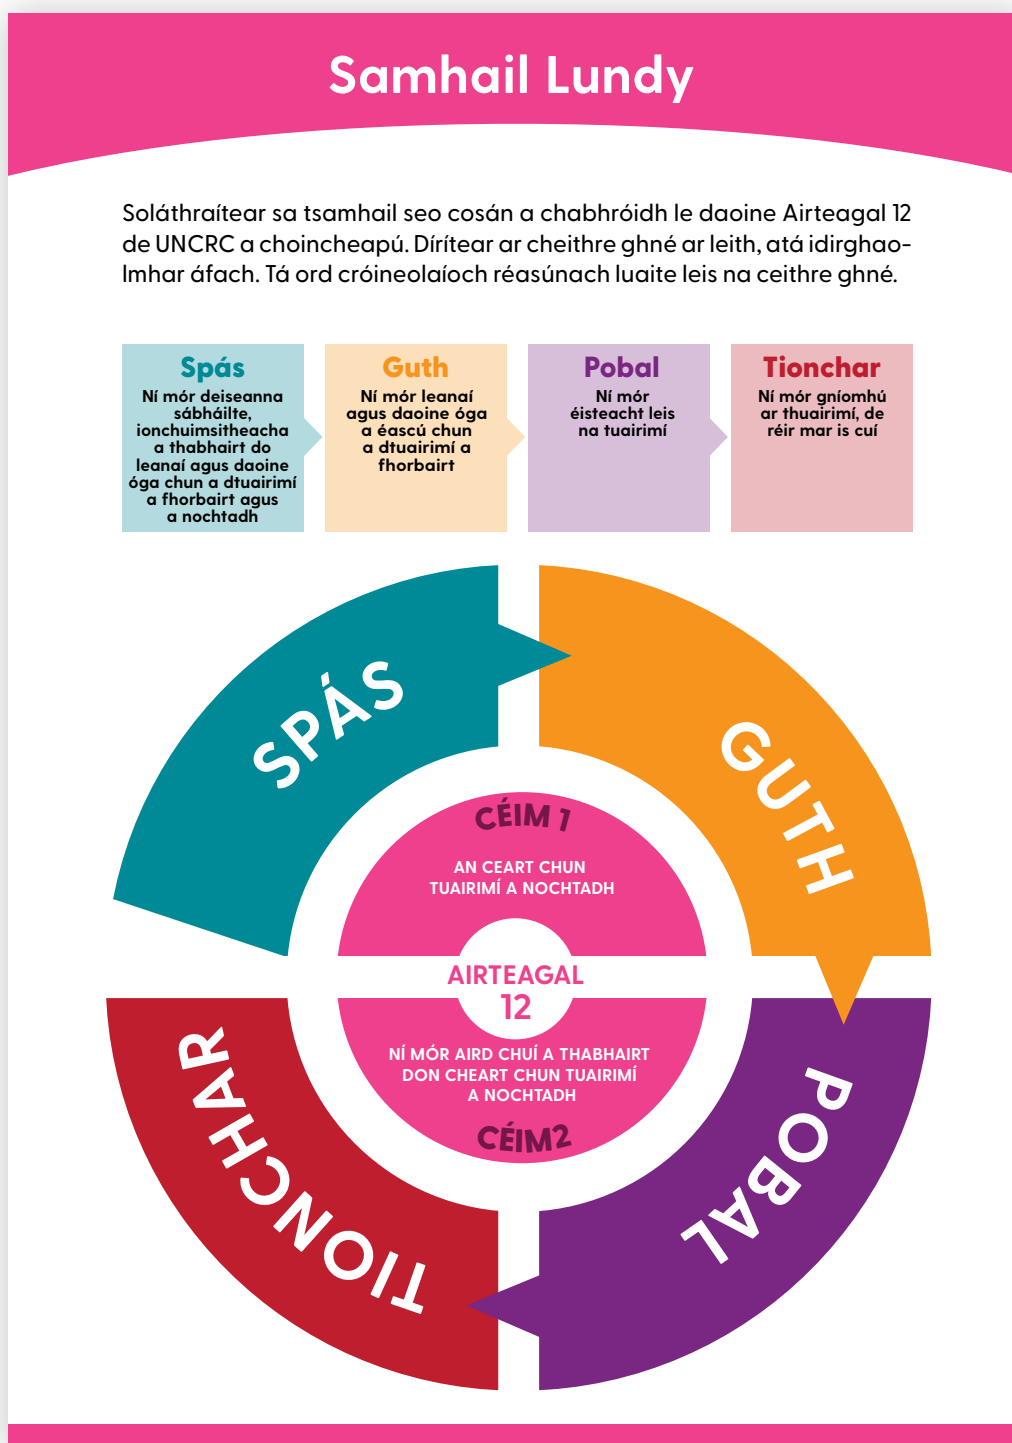 Samhail Lundy
Soláthraítear sa tsamhail seo cosán a chabhróidh le daoine Airteagal 12
de UNCRC a choincheapú. Dírítear ar cheithre ghné ar leith, atá idirghao-
lmhar áfach. Tá ord cróineolaíoch réasúnach luaite leis na ceithre ghné.
Spás
Ní mór deiseanna
sábháilte,
ionchuimsitheacha
a thabhairt do
leanaí agus daoine
óga chun a dtuairimí
a fhorbairt agus
a nochtadh
Guth
Ní mór leanaí
agus daoine óga
a éascú chun
a dtuairimí a
fhorbairt
Pobal
Ní mór
éisteacht leis
na tuairimí
Tionchar
Ní mór gníomhú
ar thuairimí, de
réir mar is cuí
SPÁS
GUTH
CÉIM 1
AN CEART CHUN
TUAIRIMÍ A NOCHTADH
AIRTEAGAL
12
NÍ MÓR AIRD CHUÍ A THABHAIRT
DON CHEART CHUN TUAIRIMÍ
A NOCHTADH
CÉIM2
POBAL
TIONCHAR